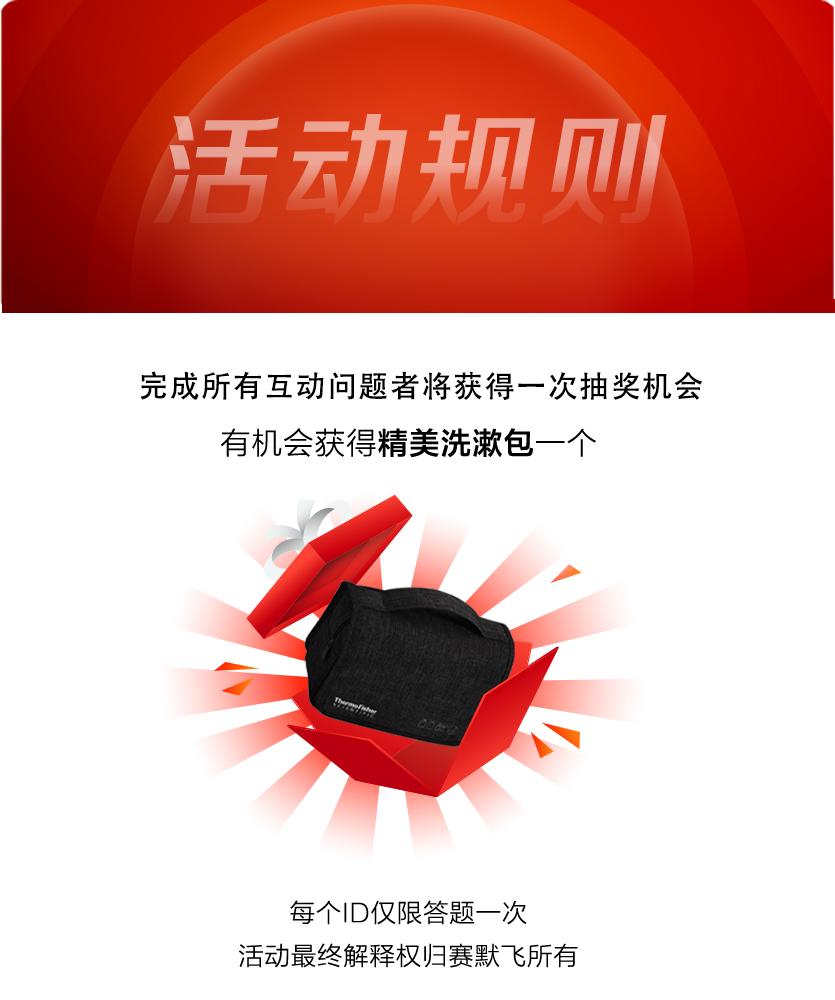 活动规则
完成所有互动问题者将获得一次抽奖机会
有机会获得精美洗漱包一个
ThermoFisher
SCIENTIFIC
每个ID仅限答题一次
活动最终解释权归赛默飞所有